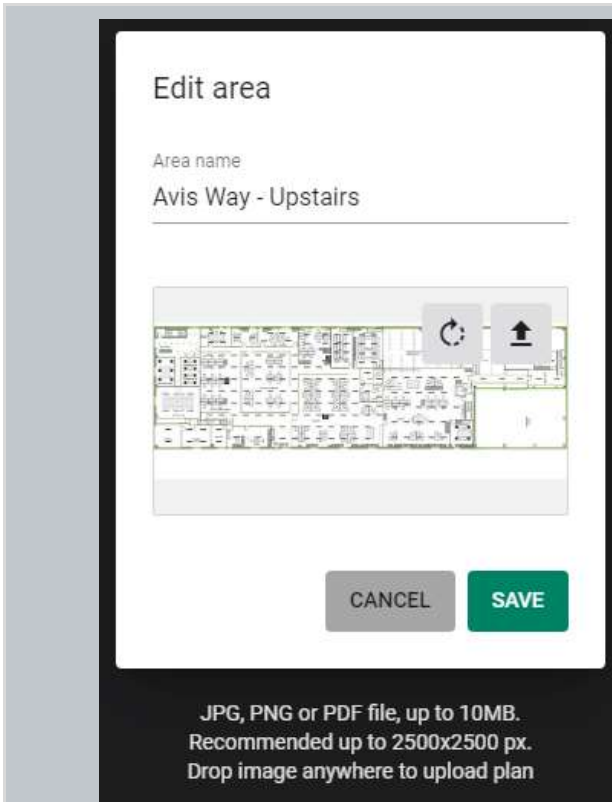 Edit area
Area name
Avis Way - Upstairs
CANCEL
SAVE
JPG, PNG or PDF file, up to 10MB.
Recommended up to 2500x2500 px.
Drop image anywhere to upload plan